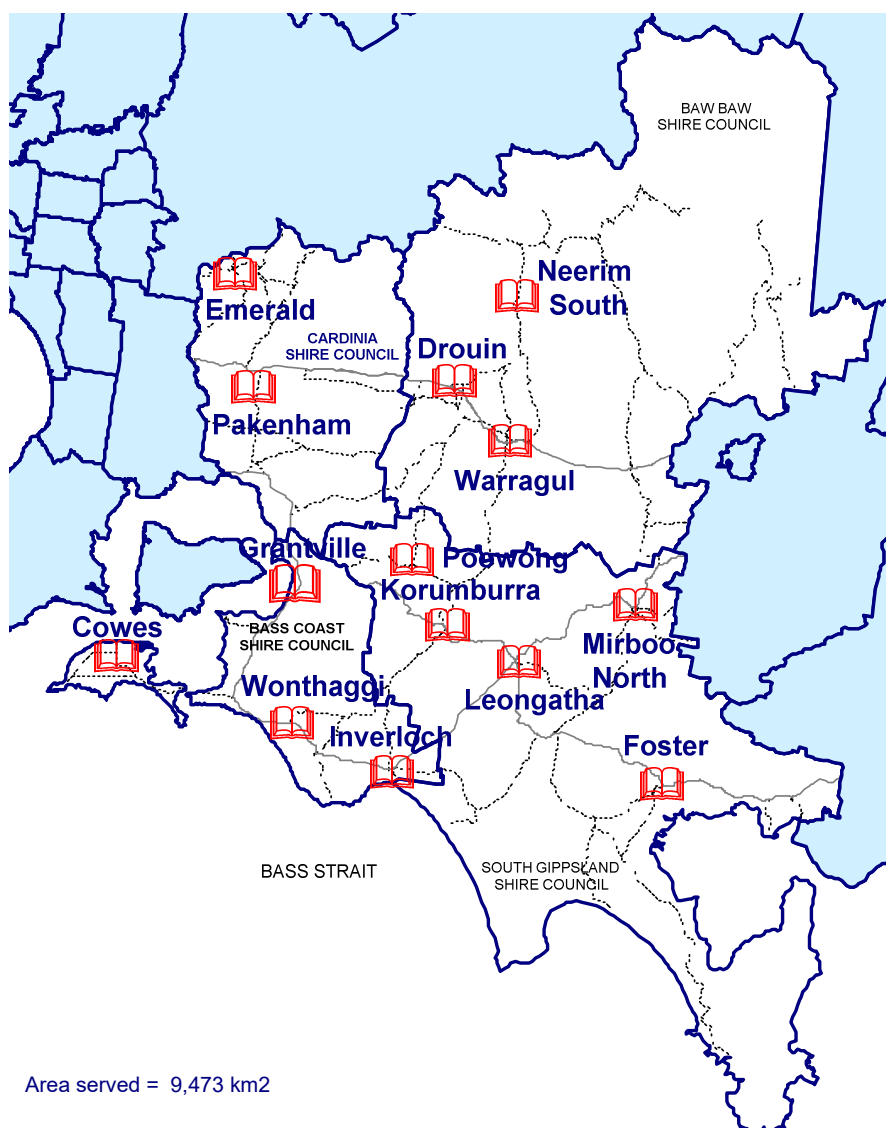 BAW BAW
SHIRE COUNCIL
Neerim
South
Emerald
CARDINIA
SHIRE COUNCIL
Drouin
Pakenham
Warragul
Grantville
Poowong
Korumburra
Cowes
BASS COAST
SHIRE COUNCIL
Mirboo
North
Wonthaggi
Leongatha
Inverloch
Foster
BASS STRAIT
SOUTH GIPPSLAND
SHIRE COUNCIL
Area served = 9,473 km2